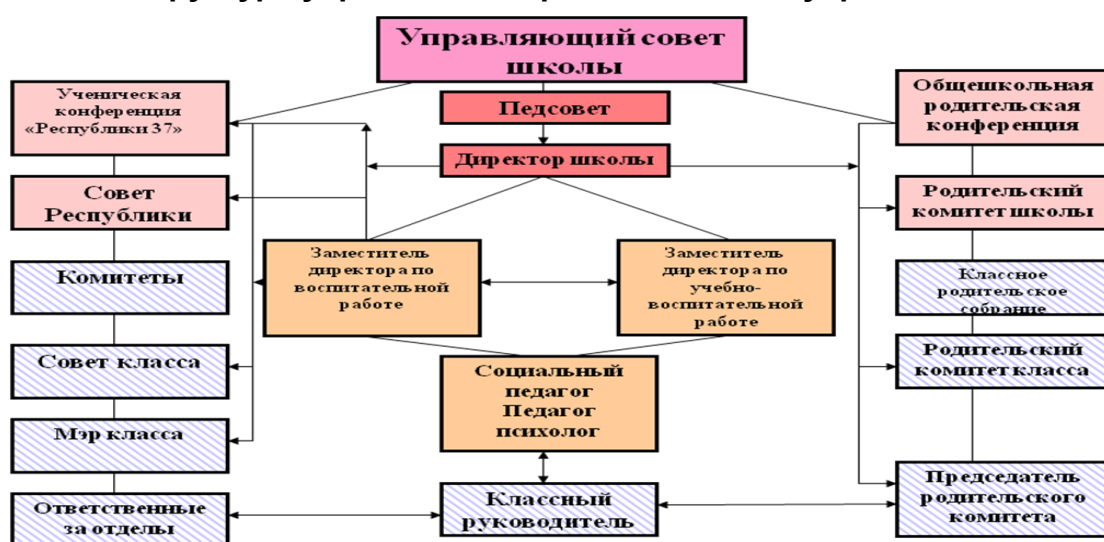 Управляющий совет
школы
Ученическая
конференция
«Республики 37»
Педсовет
Общешкольная
родительская
конференция
Директор школы
Совет
Республики
Родительский
комитет школы
Заместитель
директора по
воспитательной
работе
Заместитель
директора по
учебно-
воспитательной
работе
Комитеты
Классное
родительское
собрание
Совет класса
Социальный
педагог
Педагог
психолог
Родительский
комитет класса
Мэр класса
Ответственные
за отделы
Классный
руководитель
Председатель
родительского
комитета